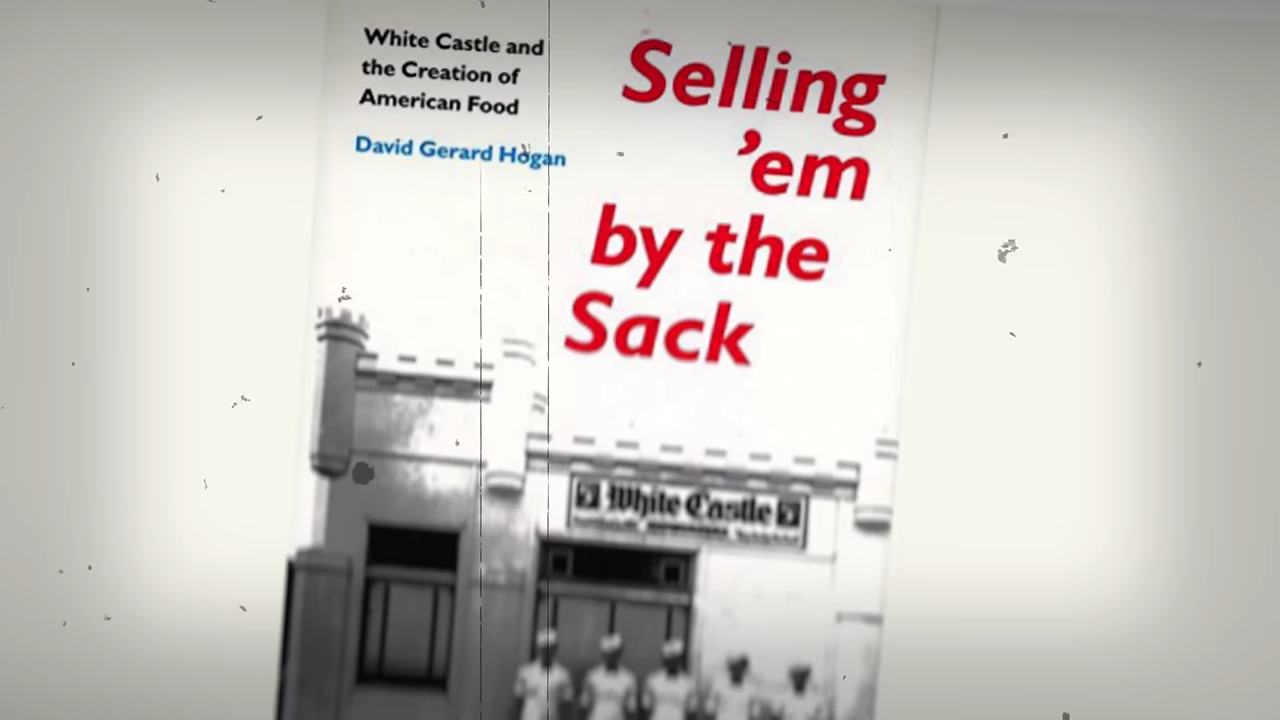 White Castle and
the Creation of
American Food
David Gerard Hogan
Selling
'em
by the
Sack
White Castle